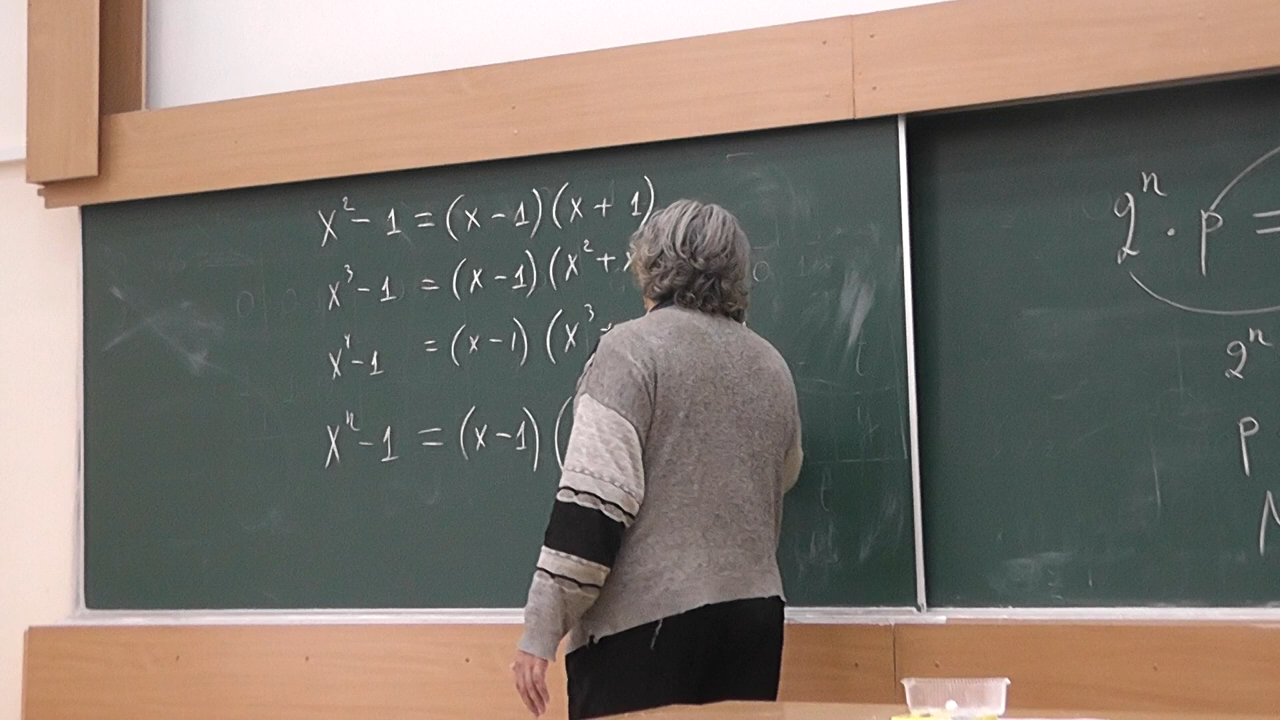 x² - 1 = (x - 1)(x + 1)
x³ - 1 = (x - 1)(x² + x
x⁴ - 1 = (x - 1)(x³ +
xⁿ - 1 = (x - 1)(
2ⁿ · p =
2ⁿ
p